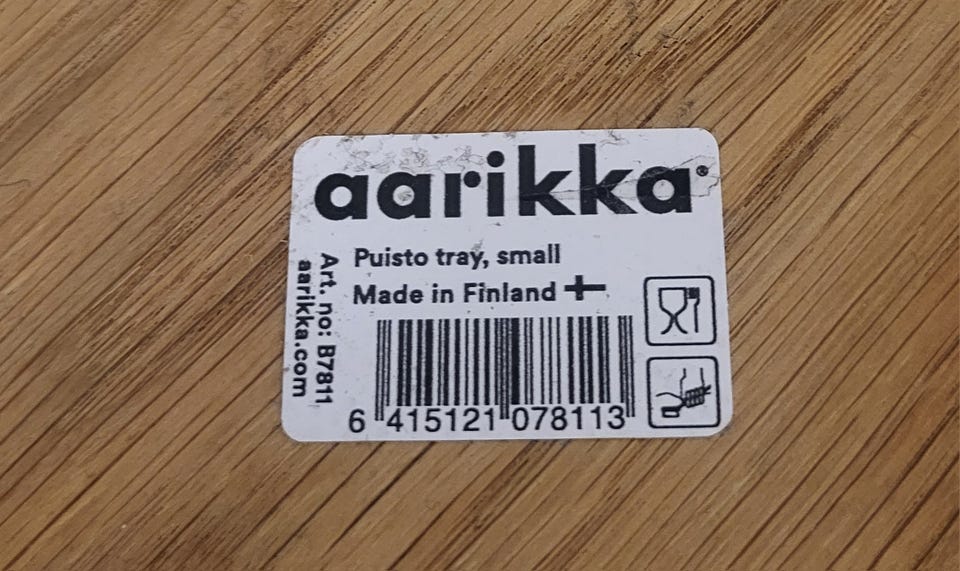 aarikka®
Puisto tray, small
Made in Finland
Art. no: B7811
aarikka.com
6 415121 078113